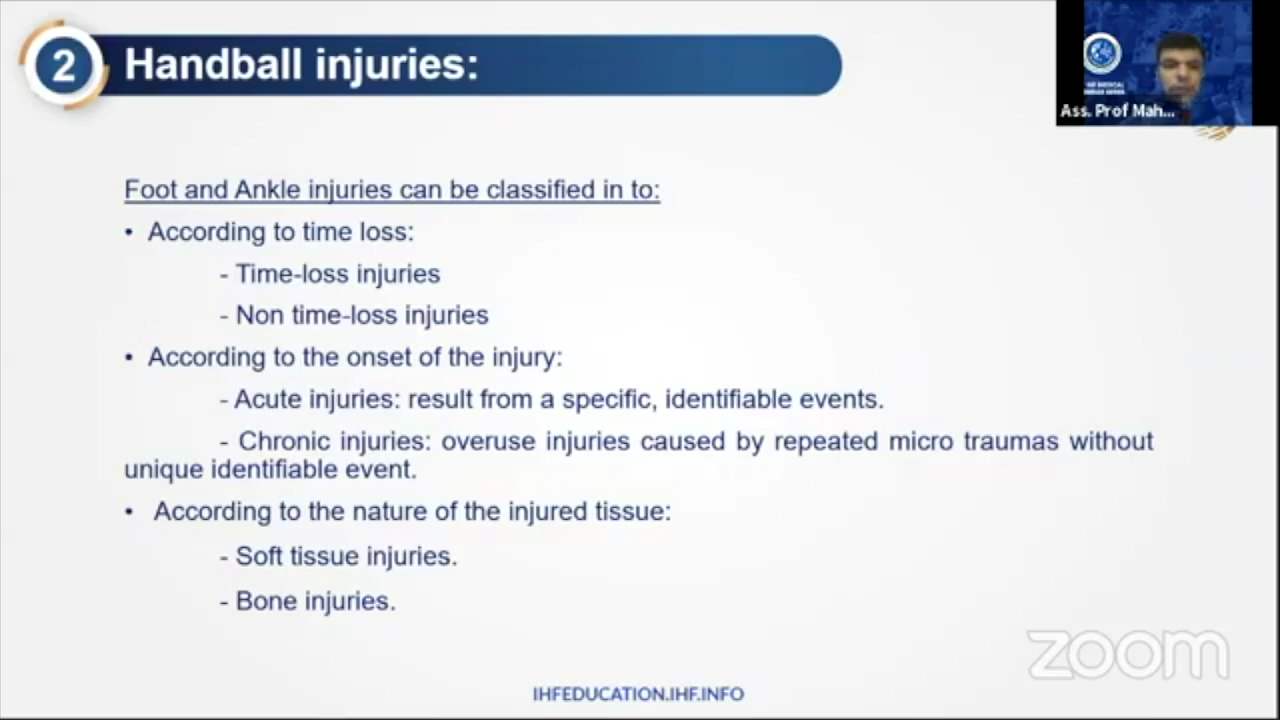 2
Handball injuries:
Ass. Prof Mah...
Foot and Ankle injuries can be classified in to:
• According to time loss:
- Time-loss injuries
- Non time-loss injuries
• According to the onset of the injury:
- Acute injuries: result from a specific, identifiable events.
- Chronic injuries: overuse injuries caused by repeated micro traumas without
unique identifiable event.
• According to the nature of the injured tissue:
- Soft tissue injuries.
- Bone injuries.
zoom
IHFEDUCATION.IHF.INFO